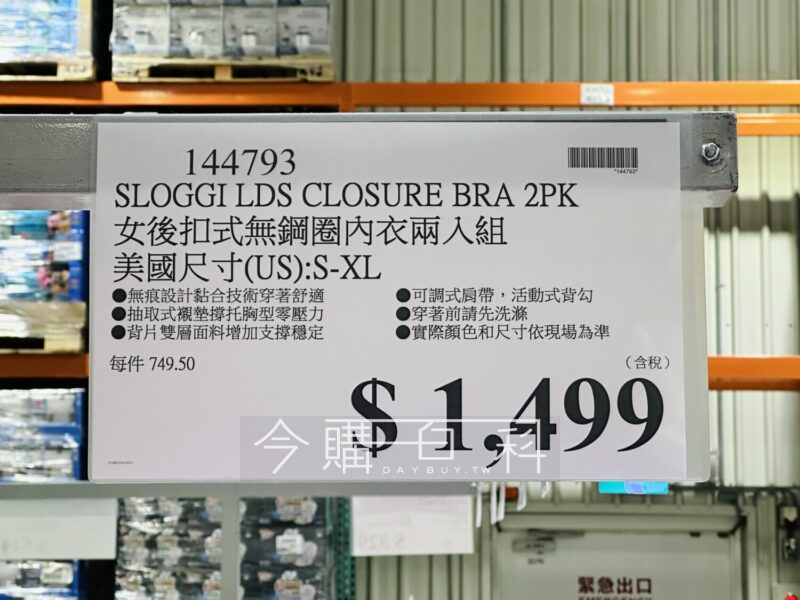 144793
*144793*
SLOGGI LDS CLOSURE BRA 2PK
女後扣式無鋼圈內衣兩入組
美國尺寸(US):S-XL
●無痕設計黏合技術穿著舒適
●抽取式襯墊撐托胸型零壓力
●背片雙層面料增加支撐穩定
●可調式肩帶，活動式背勾
●穿著前請先洗滌
●實際顏色和尺寸依現場為準
每件 749.50
（含稅）
$ 1,499
今購百科
DAYBUY.TW
緊急出口